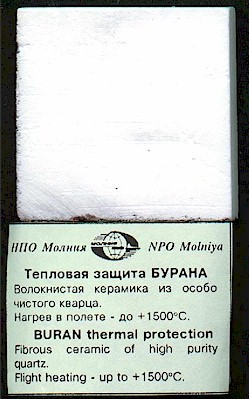 НПО Молния МОЛНИЯ NPO Molniya
Тепловая защита БУРАНА
Волокнистая керамика из особо
чистого кварца.
Нагрев в полете - до +1500°С.
BURAN thermal protection
Fibrous ceramic of high purity
quartz.
Flight heating - up to +1500°C.